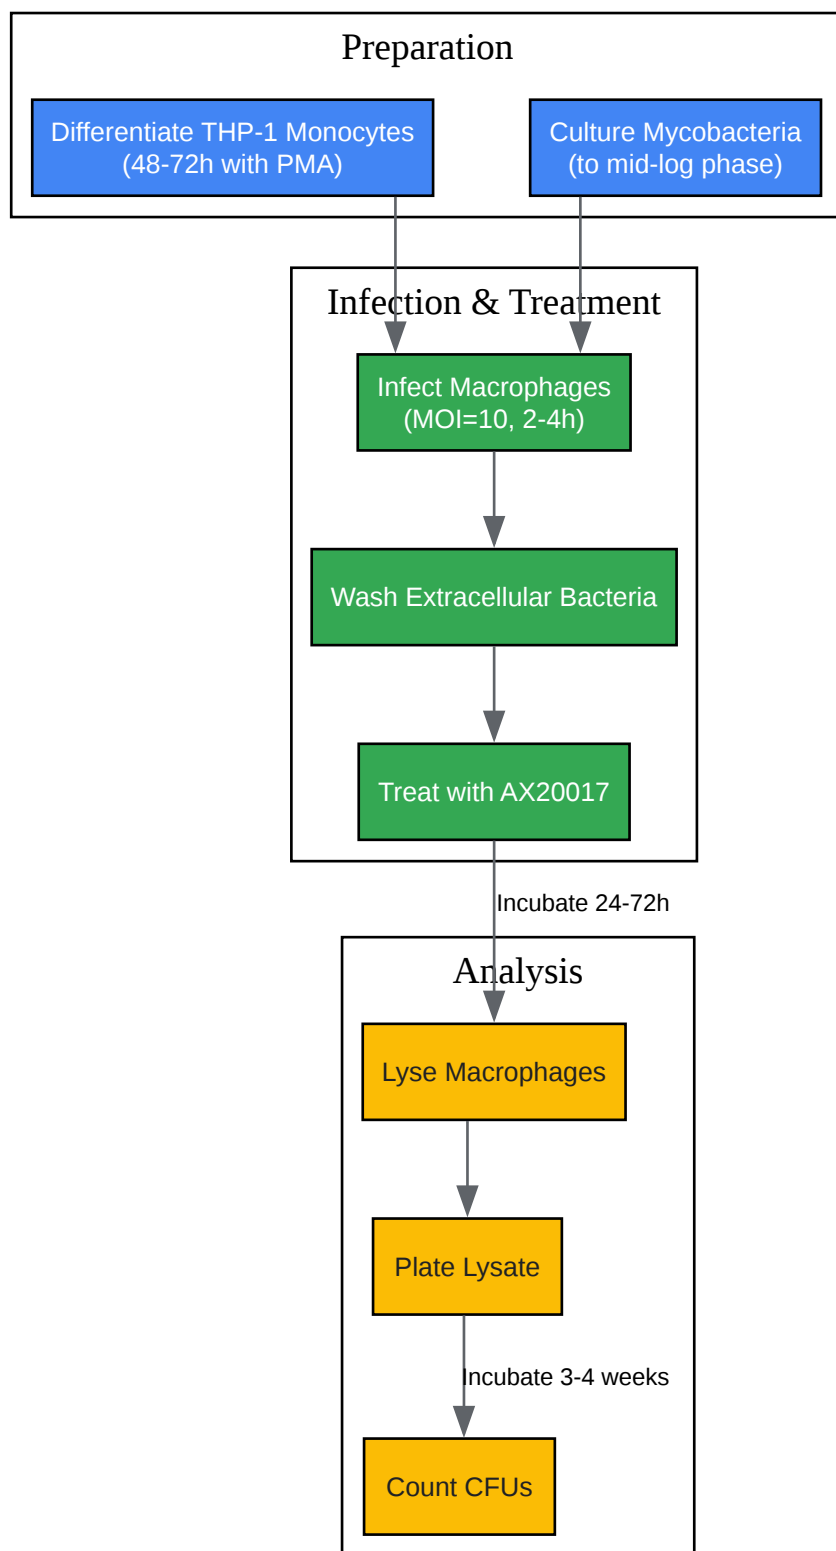 Preparation
Differentiate THP-1 Monocytes
(48-72h with PMA)
Culture Mycobacteria
(to mid-log phase)
Infection & Treatment
Infect Macrophages
(MOI=10, 2-4h)
Wash Extracellular Bacteria
Treat with AX20017
Incubate 24-72h
Analysis
Lyse Macrophages
Plate Lysate
Incubate 3-4 weeks
Count CFUs